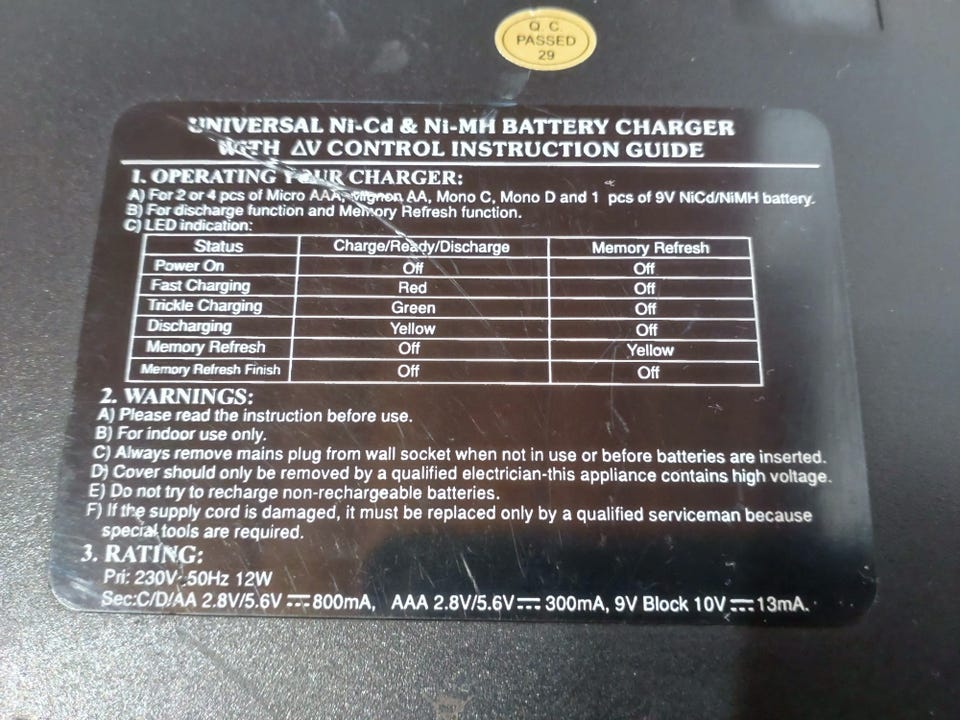 Q. C.
PASSED
29
UNIVERSAL Ni-Cd & Ni-MH BATTERY CHARGER
WITH ΔV CONTROL INSTRUCTION GUIDE
1. OPERATING YOUR CHARGER:
A) For 2 or 4 pcs of Micro AAA, Mignon AA, Mono C, Mono D and 1 pcs of 9V NiCd/NiMH battery.
B) For discharge function and Memory Refresh function.
C) LED indication:
Status Charge/Ready/Discharge Memory Refresh
Power On Off Off
Fast Charging Red Off
Trickle Charging Green Off
Discharging Yellow Off
Memory Refresh Off Yellow
Memory Refresh Finish Off Off
2. WARNINGS:
A) Please read the instruction before use.
B) For indoor use only.
C) Always remove mains plug from wall socket when not in use or before batteries are inserted.
D) Cover should only be removed by a qualified electrician-this appliance contains high voltage.
E) Do not try to recharge non-rechargeable batteries.
F) If the supply cord is damaged, it must be replaced only by a qualified serviceman because
special tools are required.
3. RATING:
Pri: 230V~50Hz 12W
Sec:C/D/AA 2.8V/5.6V ⎓ 800mA, AAA 2.8V/5.6V ⎓ 300mA, 9V Block 10V ⎓ 13mA.